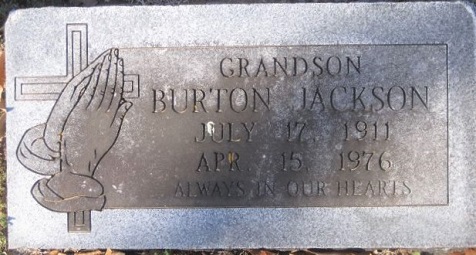 GRANDSON
BURTON JACKSON
JULY 17, 1911
APR 15, 1976
ALWAYS IN OUR HEARTS